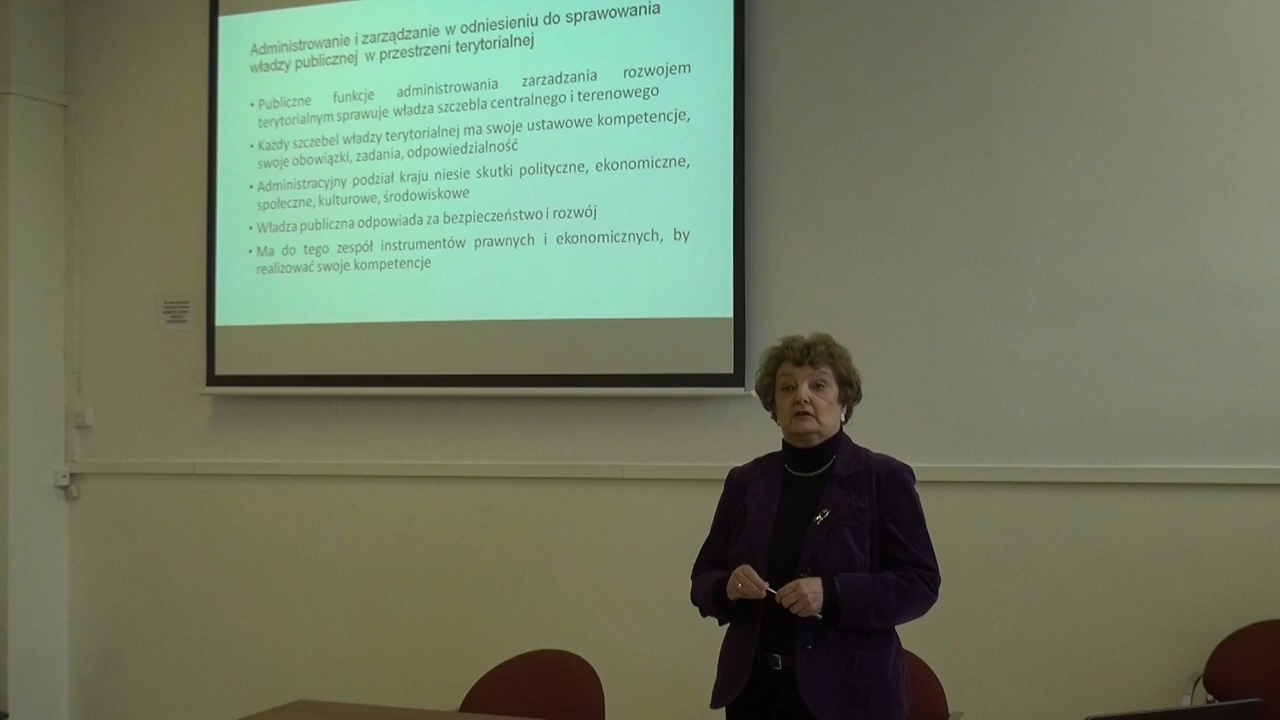 Administrowanie i zarządzanie w odniesieniu do sprawowania
władzy publicznej w przestrzeni terytorialnej
• Publiczne funkcje administrowania zarzadzania rozwojem
terytorialnym sprawuje władza szczebla centralnego i terenowego
• Każdy szczebel władzy terytorialnej ma swoje ustawowe kompetencje,
swoje obowiązki, zadania, odpowiedzialność
• Administracyjny podział kraju niesie skutki polityczne, ekonomiczne,
społeczne, kulturowe, środowiskowe
• Władza publiczna odpowiada za bezpieczeństwo i rozwój
• Ma do tego zespół instrumentów prawnych i ekonomicznych, by
realizować swoje kompetencje